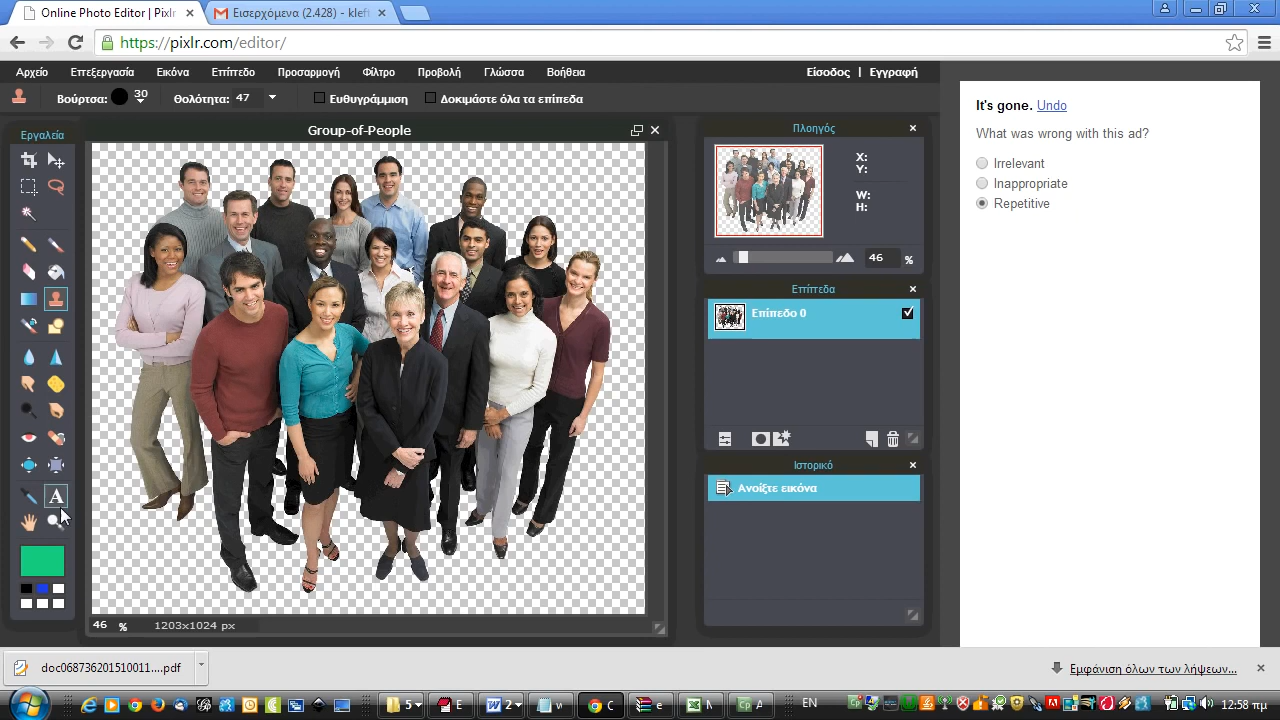 Online Photo Editor | Pixlr
Εισερχόμενα (2.428) - klef
https://pixlr.com/editor/
Αρχείο Επεξεργασία Εικόνα Επίπεδο Προσαρμογή Φίλτρο Προβολή Γλώσσα Βοήθεια Είσοδος | Εγγραφή
Βούρτσα: 30 Θολότητα: 47 Ευθυγράμμιση Δοκιμάστε όλα τα επίπεδα
Εργαλεία
Group-of-People
46 % 1203x1024 px
Πλοηγός
X:
Y:
W:
H:
46 %
Επίπεδα
Επίπεδο 0
Ιστορικό
Ανοίξτε εικόνα
It's gone. Undo
What was wrong with this ad?
Irrelevant
Inappropriate
Repetitive
doc068736201510011....pdf
Εμφάνιση όλων των λήψεων...
5 E 2 v C e M A EN 12:58 πμ